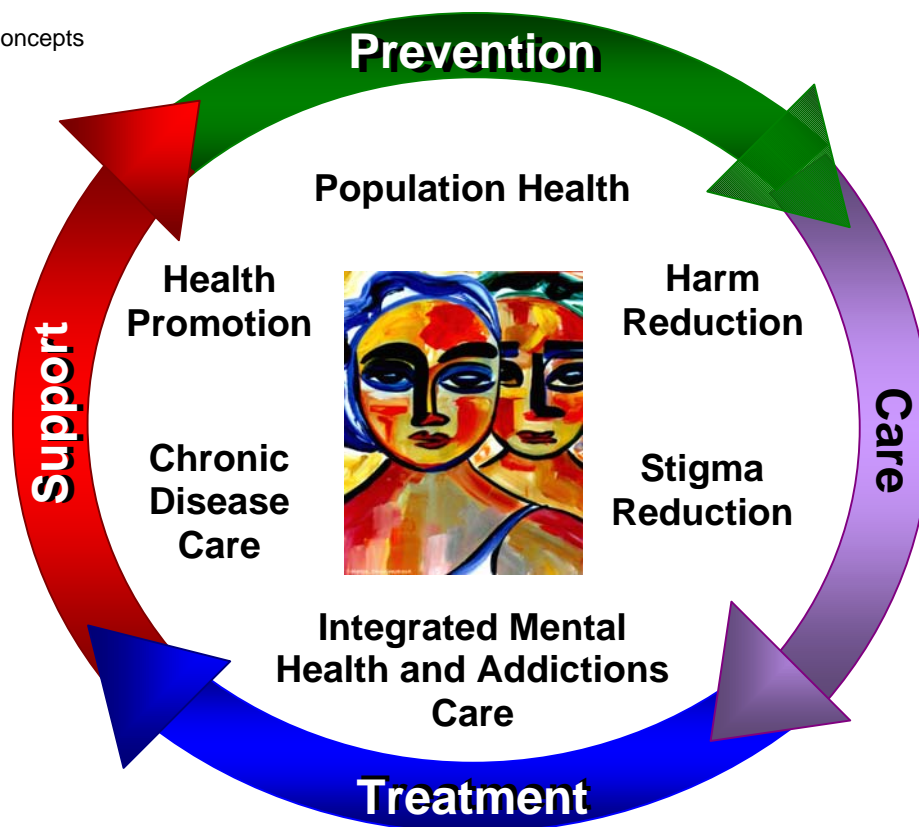 oncepts
Prevention
Population Health
Health
Promotion
Harm
Reduction
Support
Care
Chronic
Disease
Care
Stigma
Reduction
Integrated Mental
Health and Addictions
Care
Treatment